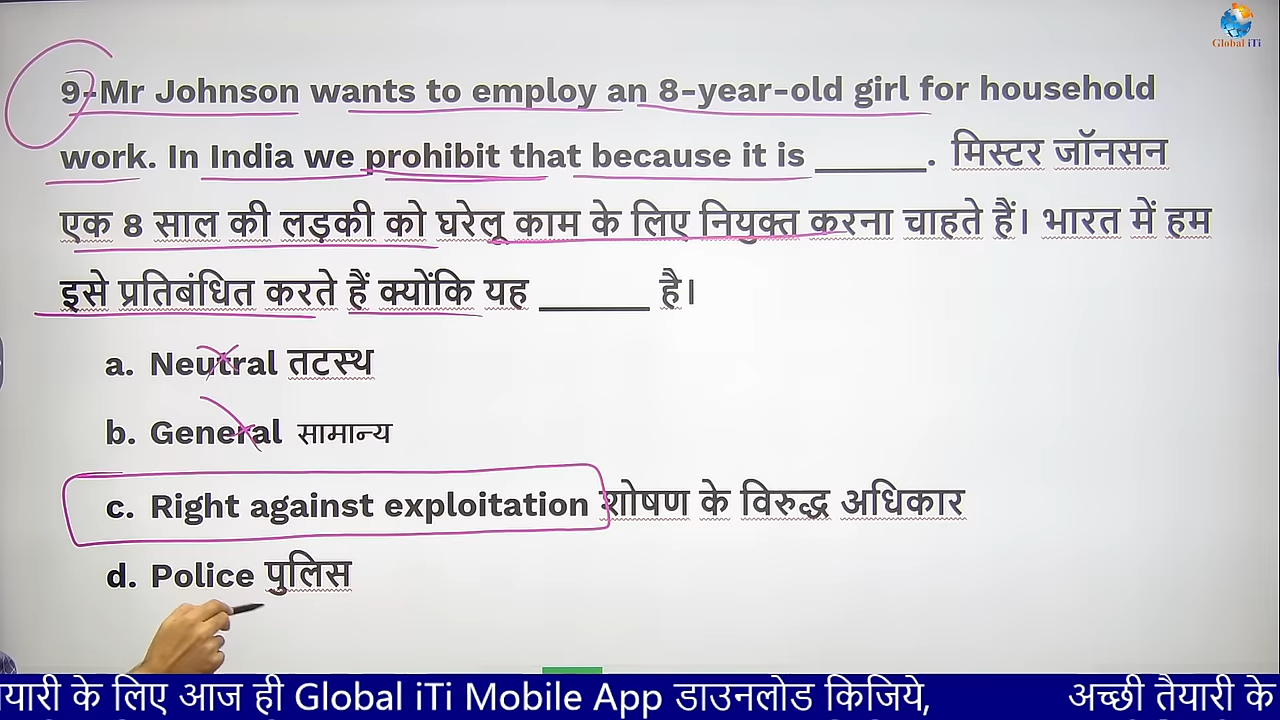 Global iTi
9-Mr Johnson wants to employ an 8-year-old girl for household
work. In India we prohibit that because it is ______. मिस्टर जॉनसन
एक 8 साल की लड़की को घरेलू काम के लिए नियुक्त करना चाहते हैं। भारत में हम
इसे प्रतिबंधित करते हैं क्योंकि यह ______ है।
a. Neutral तटस्थ
b. General सामान्य
c. Right against exploitation शोषण के विरुद्ध अधिकार
d. Police पुलिस
यारी के लिए आज ही Global iTi Mobile App डाउनलोड किजिये, अच्छी तैयारी के